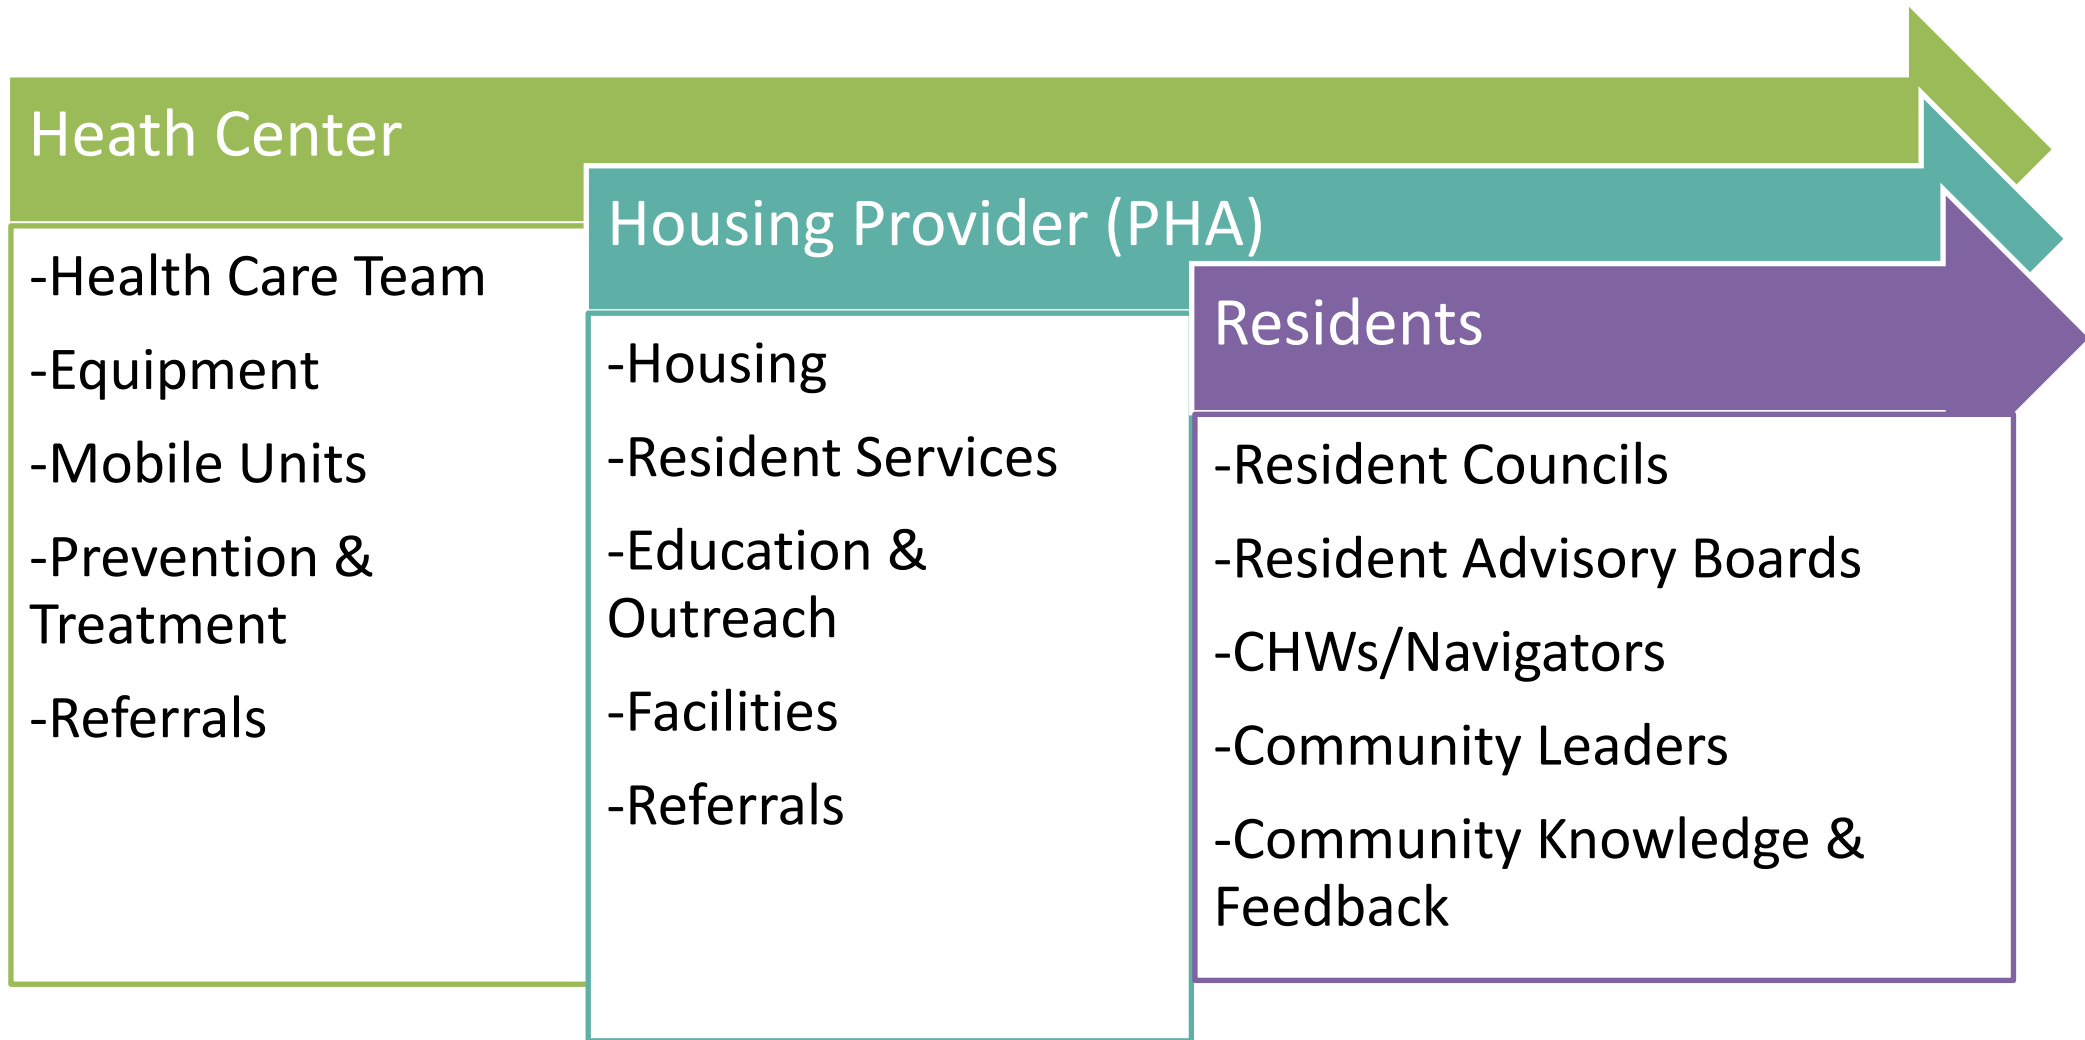 Heath Center
-Health Care Team
-Equipment
-Mobile Units
-Prevention &
Treatment
-Referrals
Housing Provider (PHA)
-Housing
-Resident Services
-Education &
Outreach
-Facilities
-Referrals
Residents
-Resident Councils
-Resident Advisory Boards
-CHWs/Navigators
-Community Leaders
-Community Knowledge &
Feedback